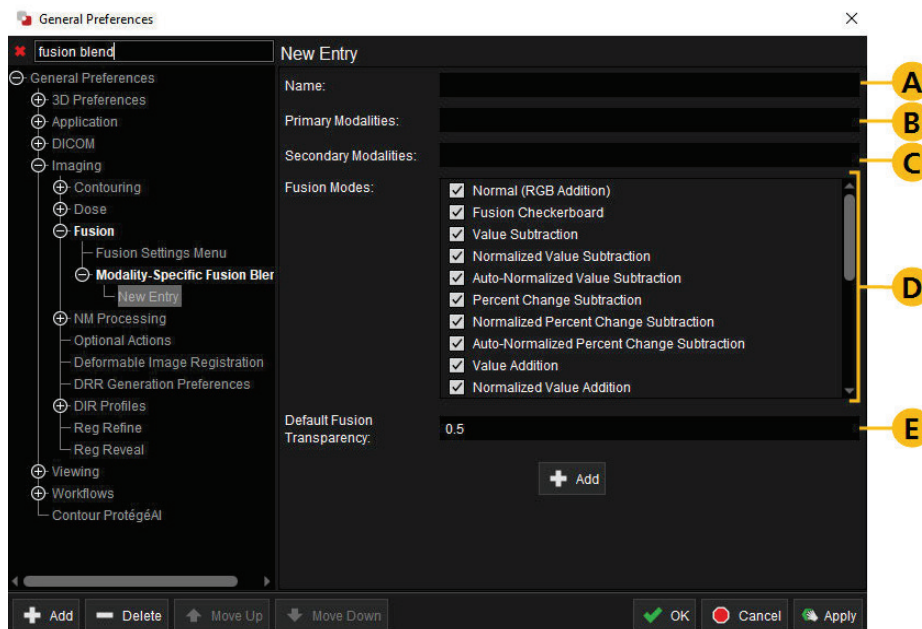 General Preferences
fusion blend
General Preferences
3D Preferences
Application
DICOM
Imaging
Contouring
Dose
Fusion
Fusion Settings Menu
Modality-Specific Fusion Bler
New Entry
NM Processing
Optional Actions
Deformable Image Registration
DRR Generation Preferences
DIR Profiles
Reg Refine
Reg Reveal
Viewing
Workflows
Contour ProtégéAI
New Entry
Name:
A
Primary Modalities:
B
Secondary Modalities:
C
Fusion Modes:
Normal (RGB Addition)
Fusion Checkerboard
Value Subtraction
Normalized Value Subtraction
Auto-Normalized Value Subtraction
Percent Change Subtraction
Normalized Percent Change Subtraction
Auto-Normalized Percent Change Subtraction
Value Addition
Normalized Value Addition
D
Default Fusion
Transparency:
0.5
E
Add
Add Delete Move Up Move Down OK Cancel Apply